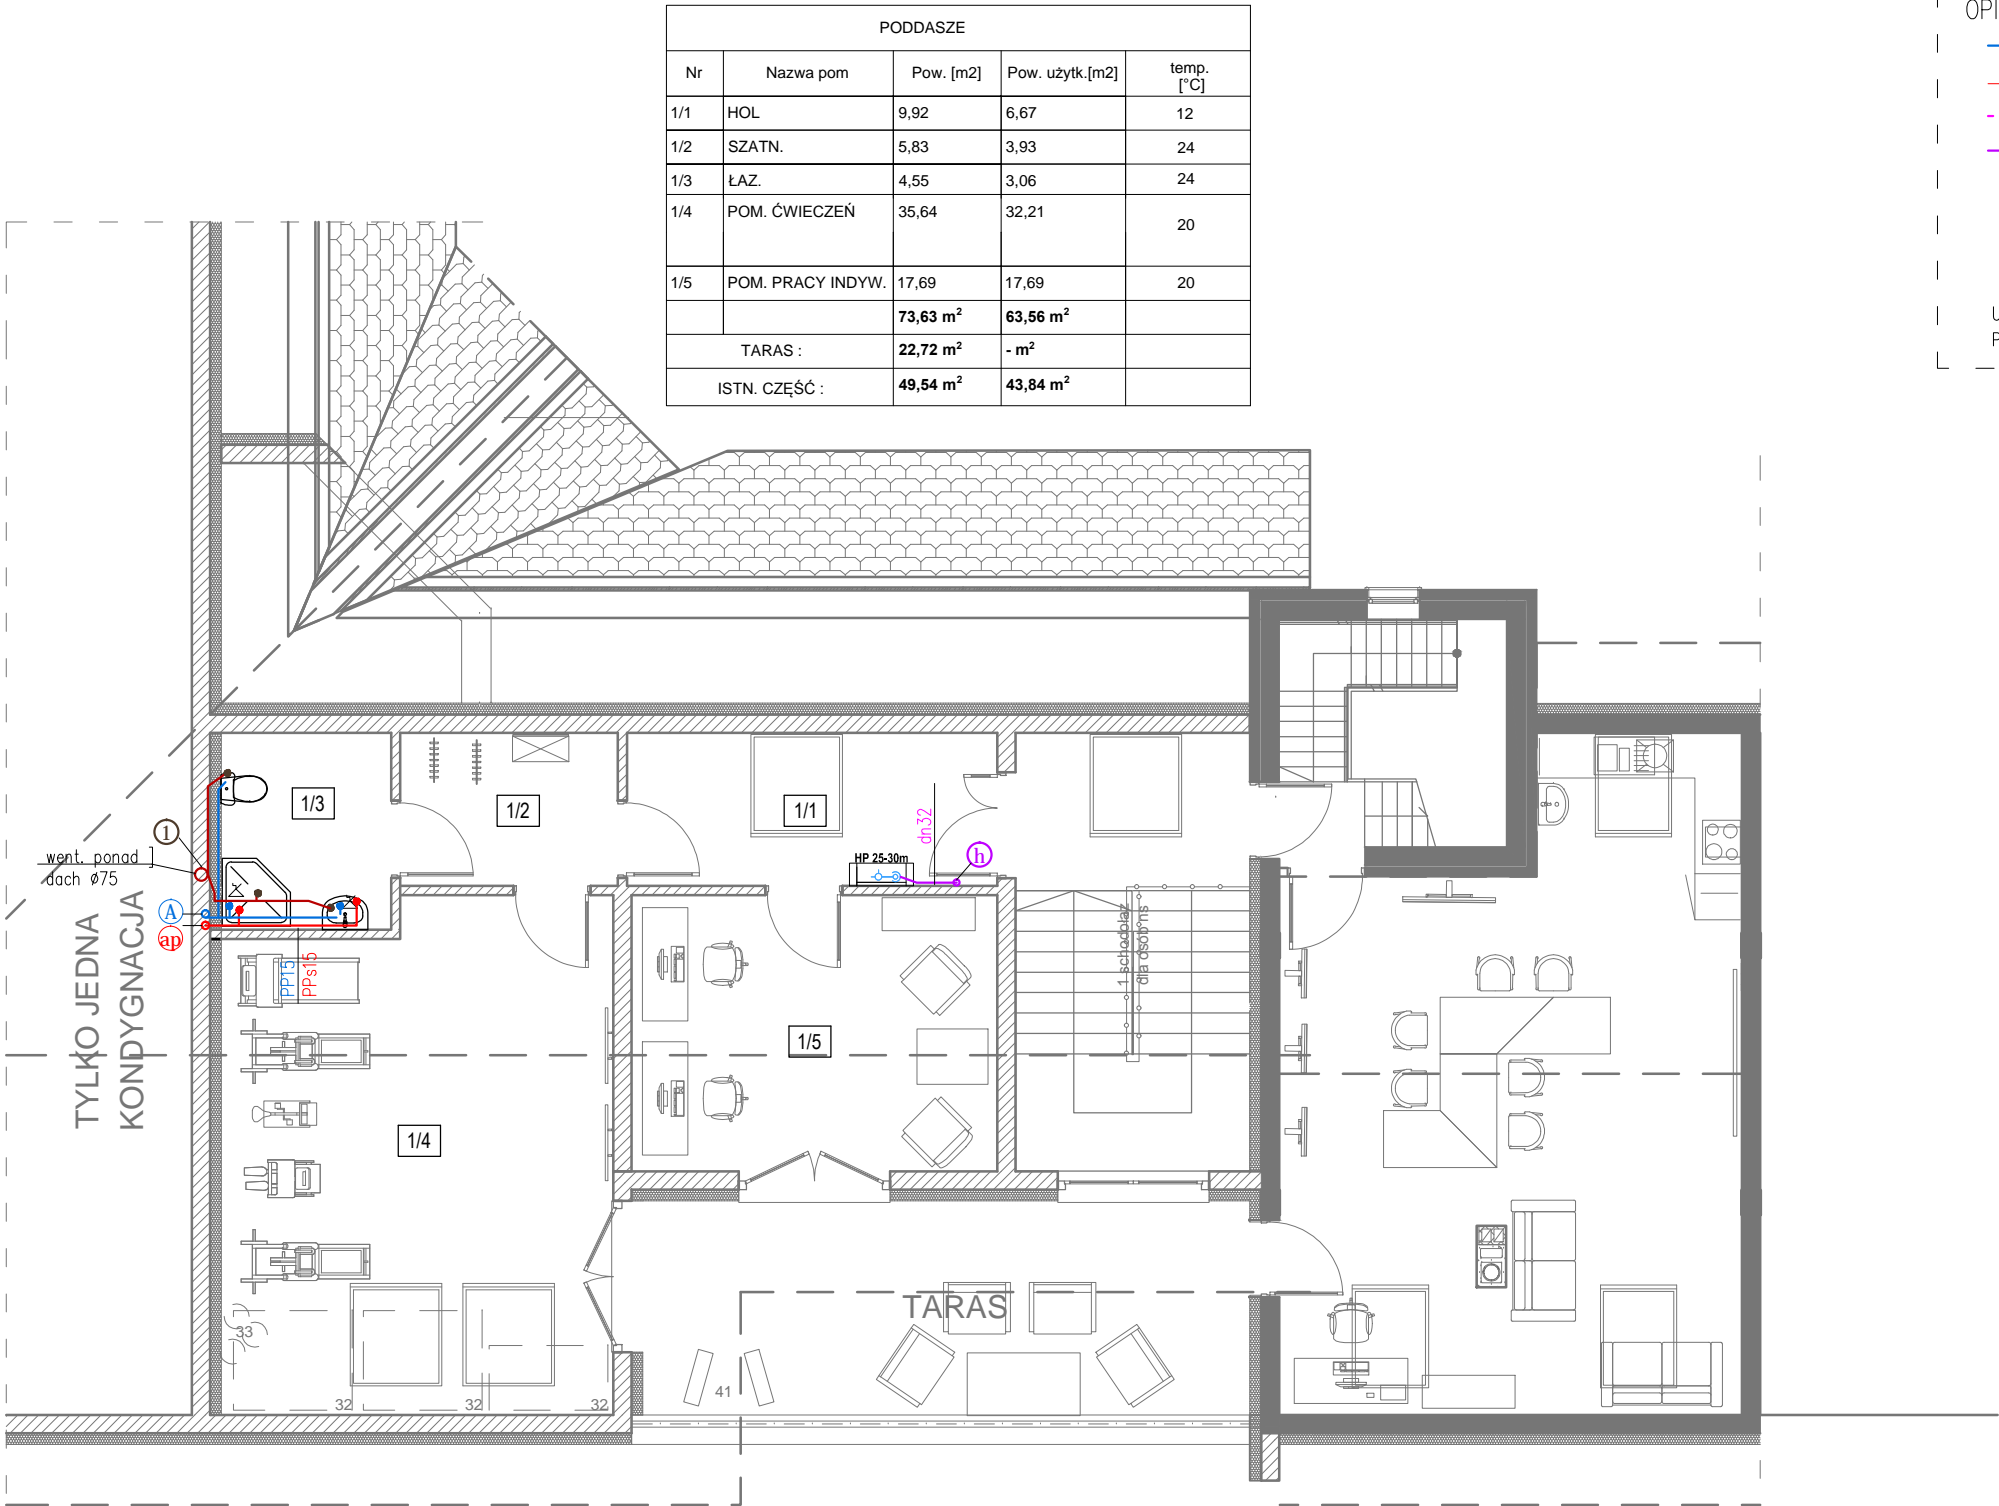 PODDASZE
Nr Nazwa pom Pow. [m2] Pow. użytk.[m2] temp. [°C]
1/1 HOL 9,92 6,67 12
1/2 SZATN. 5,83 3,93 24
1/3 ŁAZ. 4,55 3,06 24
1/4 POM. ĆWIECZEŃ 35,64 32,21 20
1/5 POM. PRACY INDYW. 17,69 17,69 20
73,63 m² 63,56 m²
TARAS : 22,72 m² - m²
ISTN. CZĘŚĆ : 49,54 m² 43,84 m²
1/3
1/2
1/1
dn32
HP 25-30m
h
1
went. ponad
dach ø75
A
ap
TYLKO JEDNA
KONDYGNACJA
PP15
PPs15
1 schodołaz
dla osób ns
1/5
1/4
TARAS
33
32
32
32
41